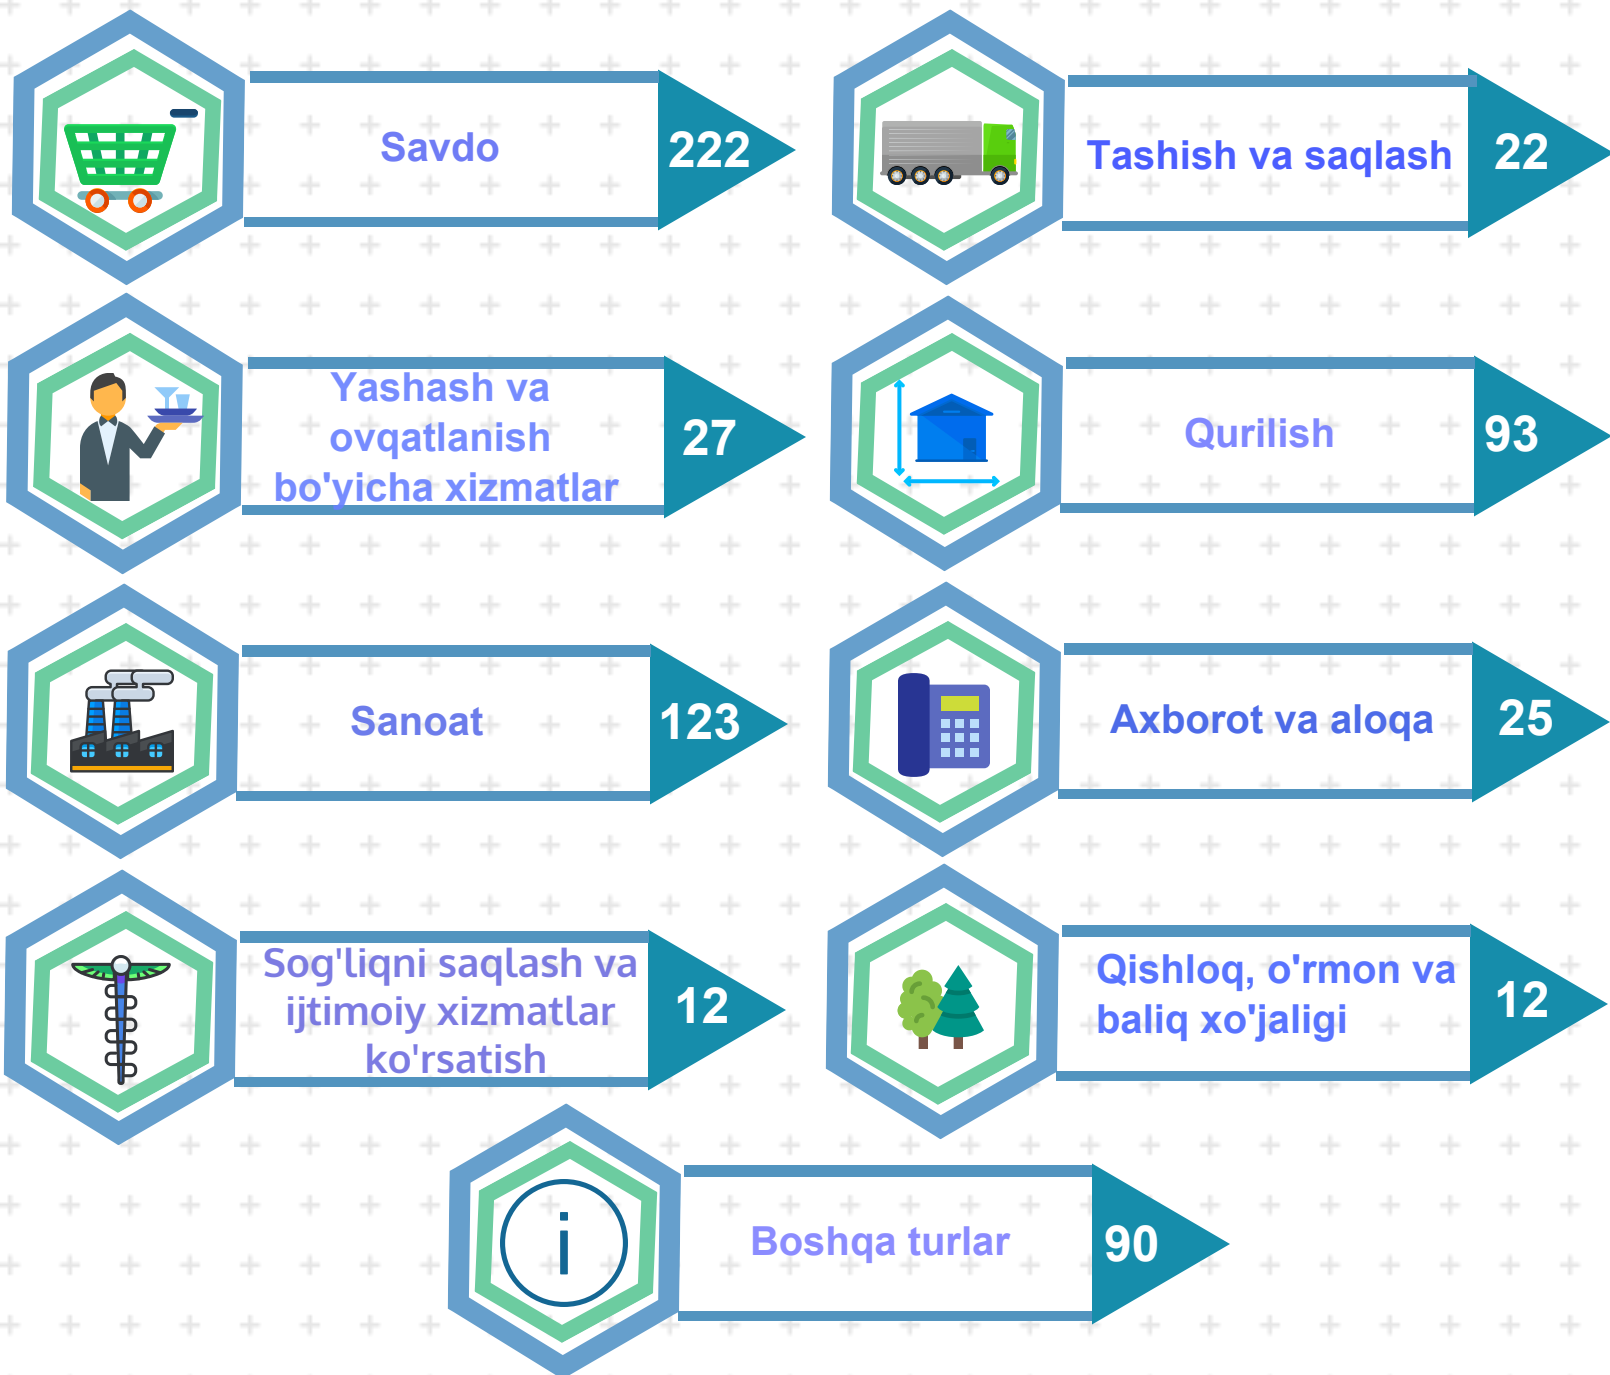 Savdo
222
Tashish va saqlash
22
Yashash va
ovqatlanish
bo'yicha xizmatlar
27
Qurilish
93
Sanoat
123
Axborot va aloqa
25
Sog'liqni saqlash va
ijtimoiy xizmatlar
ko'rsatish
12
Qishloq, o'rmon va
baliq xo'jaligi
12
i
Boshqa turlar
90